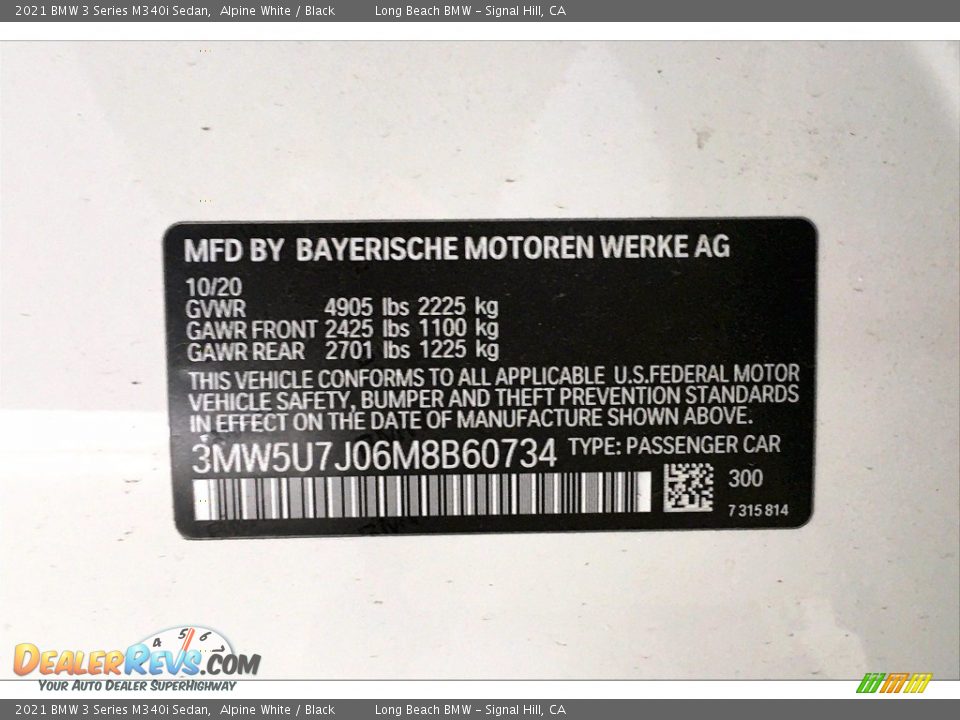 2021 BMW 3 Series M340i Sedan, Alpine White / Black Long Beach BMW - Signal Hill, CA
MFD BY BAYERISCHE MOTOREN WERKE AG
10/20
GVWR 4905 lbs 2225 kg
GAWR FRONT 2425 lbs 1100 kg
GAWR REAR 2701 lbs 1225 kg
THIS VEHICLE CONFORMS TO ALL APPLICABLE U.S.FEDERAL MOTOR
VEHICLE SAFETY, BUMPER AND THEFT PREVENTION STANDARDS
IN EFFECT ON THE DATE OF MANUFACTURE SHOWN ABOVE.
3MW5U7J06M8B60734 TYPE: PASSENGER CAR
300
7 315 814
4 5 6 7
DEALERREVS.COM
YOUR AUTO DEALER SUPERHIGHWAY
2021 BMW 3 Series M340i Sedan, Alpine White / Black Long Beach BMW - Signal Hill, CA